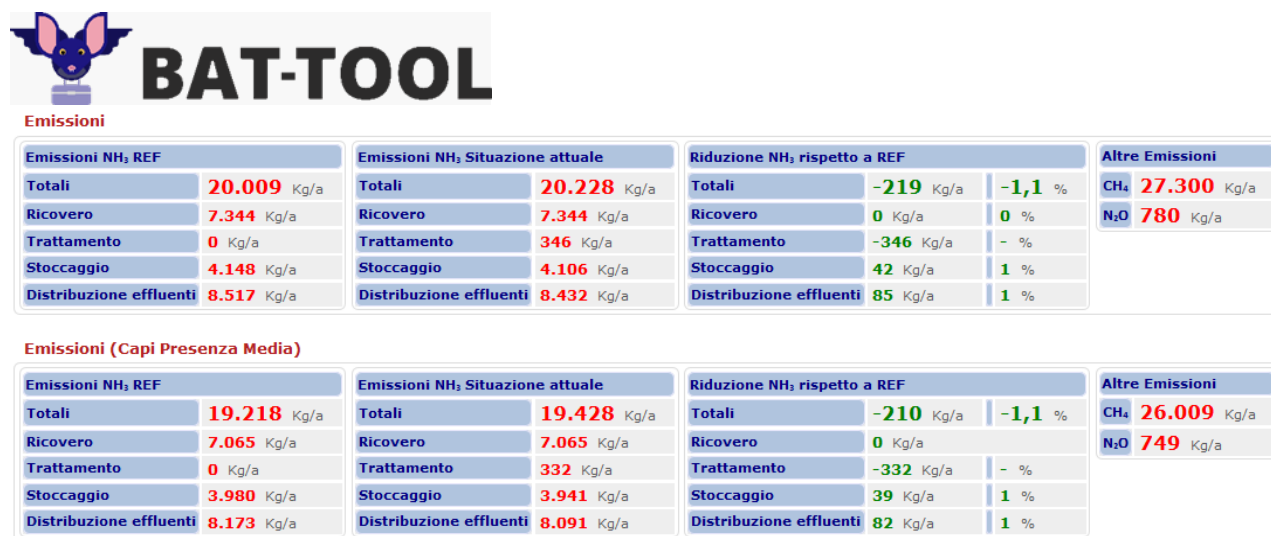 BAT-TOOL
Emissioni
Emissioni NH₃ REF Emissioni NH₃ Situazione attuale Riduzione NH₃ rispetto a REF Altre Emissioni
Totali 20.009 Kg/a Totali 20.228 Kg/a Totali -219 Kg/a -1,1 % CH₄ 27.300 Kg/a
Ricovero 7.344 Kg/a Ricovero 7.344 Kg/a Ricovero 0 Kg/a 0 % N₂O 780 Kg/a
Trattamento 0 Kg/a Trattamento 346 Kg/a Trattamento -346 Kg/a - %
Stoccaggio 4.148 Kg/a Stoccaggio 4.106 Kg/a Stoccaggio 42 Kg/a 1 %
Distribuzione effluenti 8.517 Kg/a Distribuzione effluenti 8.432 Kg/a Distribuzione effluenti 85 Kg/a 1 %
Emissioni (Capi Presenza Media)
Emissioni NH₃ REF Emissioni NH₃ Situazione attuale Riduzione NH₃ rispetto a REF Altre Emissioni
Totali 19.218 Kg/a Totali 19.428 Kg/a Totali -210 Kg/a -1,1 % CH₄ 26.009 Kg/a
Ricovero 7.065 Kg/a Ricovero 7.065 Kg/a Ricovero 0 Kg/a N₂O 749 Kg/a
Trattamento 0 Kg/a Trattamento 332 Kg/a Trattamento -332 Kg/a - %
Stoccaggio 3.980 Kg/a Stoccaggio 3.941 Kg/a Stoccaggio 39 Kg/a 1 %
Distribuzione effluenti 8.173 Kg/a Distribuzione effluenti 8.091 Kg/a Distribuzione effluenti 82 Kg/a 1 %